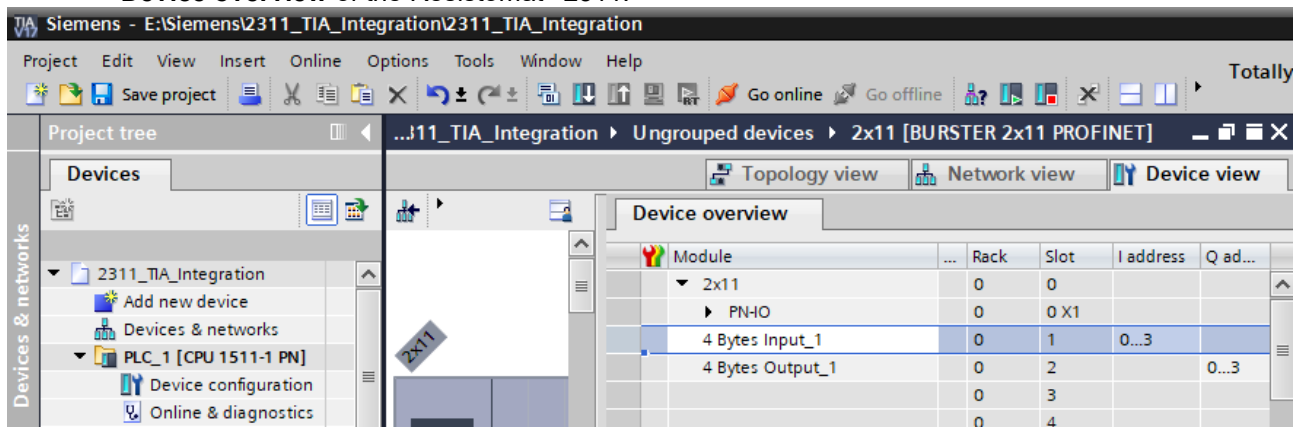 Siemens - E:\Siemens\2311_TIA_Integration\2311_TIA_Integration
Project Edit View Insert Online Options Tools Window Help
Totally
Save project Go online Go offline
Project tree
...311_TIA_Integration ▸ Ungrouped devices ▸ 2x11 [BURSTER 2x11 PROFINET]
Devices
Topology view Network view Device view
Device overview
Module ... Rack Slot I address Q ad...
2x11 0 0
PN-IO 0 0 X1
4 Bytes Input_1 0 1 0...3
4 Bytes Output_1 0 2 0...3
0 3
0 4
2311_TIA_Integration
Add new device
Devices & networks
PLC_1 [CPU 1511-1 PN]
Device configuration
Online & diagnostics
2x11
Devices & networks